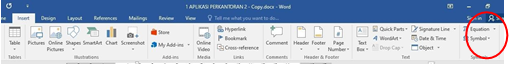 1 APLIKASI PERKANTORAN 2 - Copy.docx - Word
Insert Design Layout References Mailings Review View Tell me what you want to do...
Store Hyperlink Quick Parts Signature Line Equation
My Add-ins Bookmark WordArt Date & Time Symbol
Cross-reference Drop Cap Object
Table Pictures Online Pictures Shapes SmartArt Chart Screenshot Online Video Links Comment Header Footer Page Number Text Box
Tables Illustrations Add-ins Media Comments Header & Footer Text